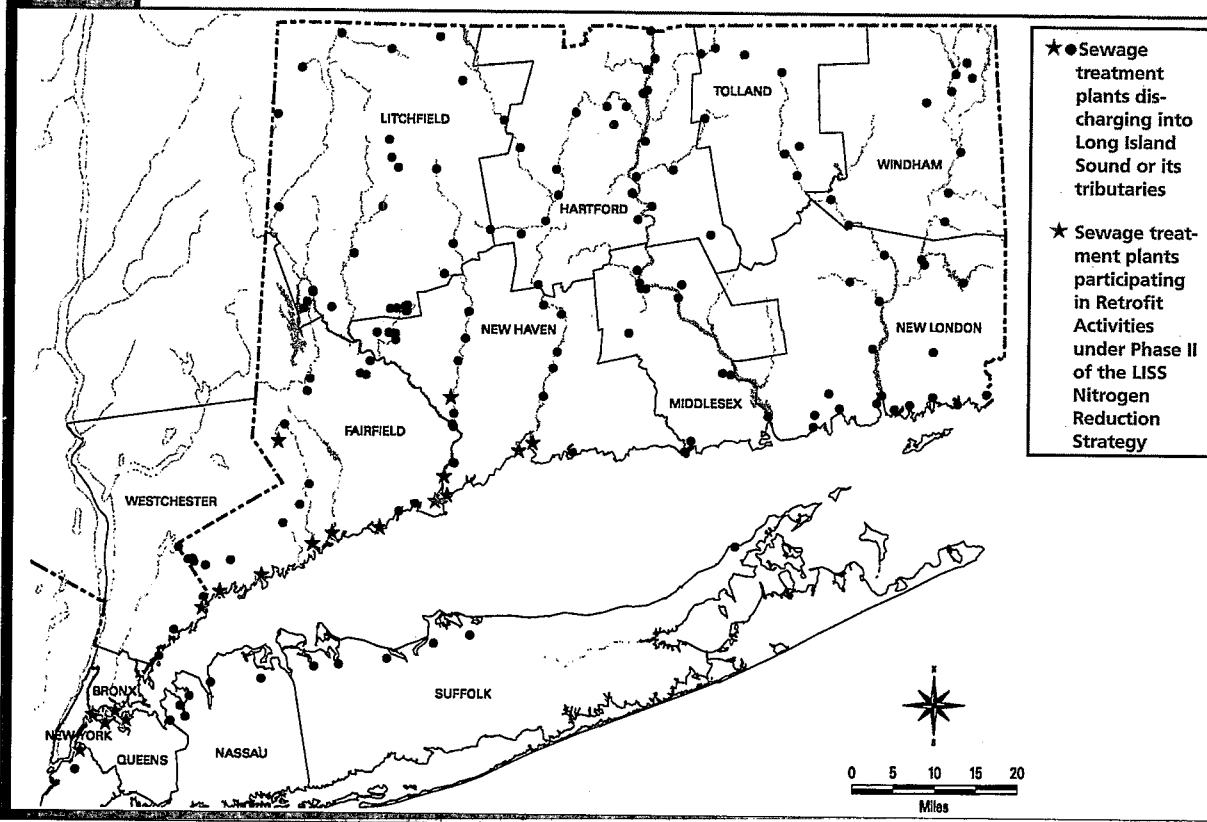 LITCHFIELD
TOLLAND
WINDHAM
HARTFORD
NEW HAVEN
NEW LONDON
MIDDLESEX
FAIRFIELD
WESTCHESTER
BRONX
NEW YORK
QUEENS
NASSAU
SUFFOLK
★●Sewage
treatment
plants dis-
charging into
Long Island
Sound or its
tributaries
★ Sewage treat-
ment plants
participating
in Retrofit
Activities
under Phase II
of the LISS
Nitrogen
Reduction
Strategy
0 5 10 15 20
Miles